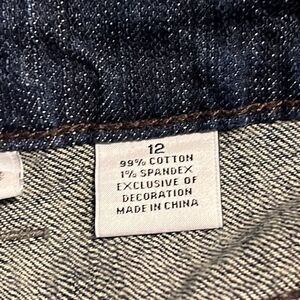 12
99% COTTON
1% SPANDEX
EXCLUSIVE OF
DECORATION
MADE IN CHINA